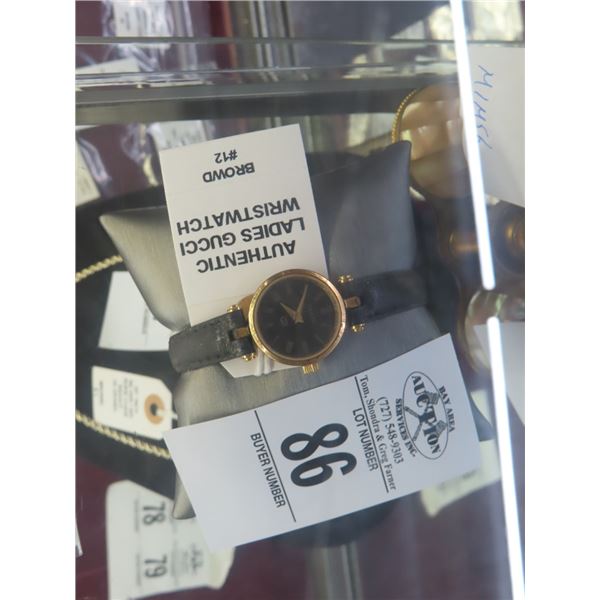 BROWD
#12
AUTHENTIC
LADIES GUCCI
WRISTWATCH
BAY AREA
AUCTION
SERVICES INC.
(727) 548-9303
Tom, Shondra & Greg Farner
LOT NUMBER
86
BUYER NUMBER
78
79